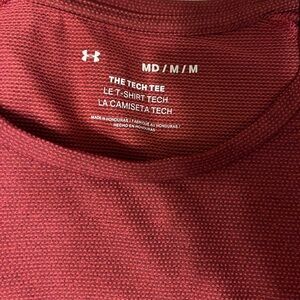 MD / M / M
THE TECH TEE
LE T-SHIRT TECH
LA CAMISETA TECH
MADE IN HONDURAS / FABRIQUÉ AU HONDURAS /
HECHO EN HONDURAS